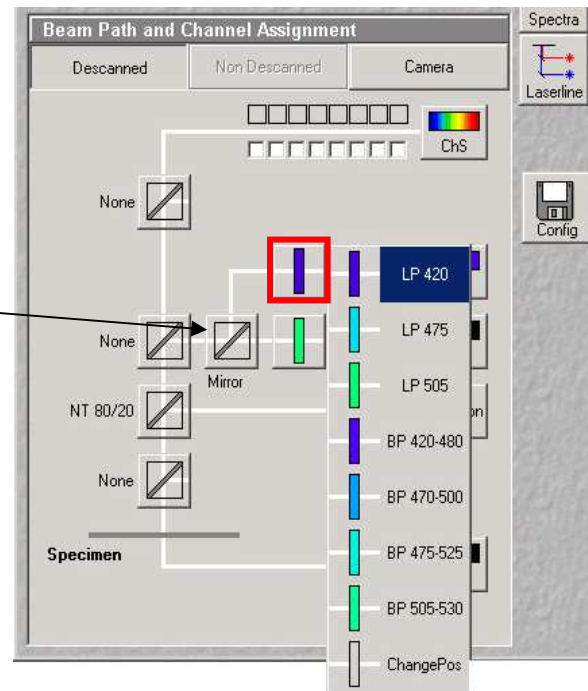 Beam Path and Channel Assignment
Spectra
Descanned Non Descanned Camera
Laserline
ChS
None
Config
LP 420
LP 475
None
Mirror
LP 505
NT 80/20
on
BP 420-480
None
BP 470-500
Specimen
BP 475-525
BP 505-530
ChangePos